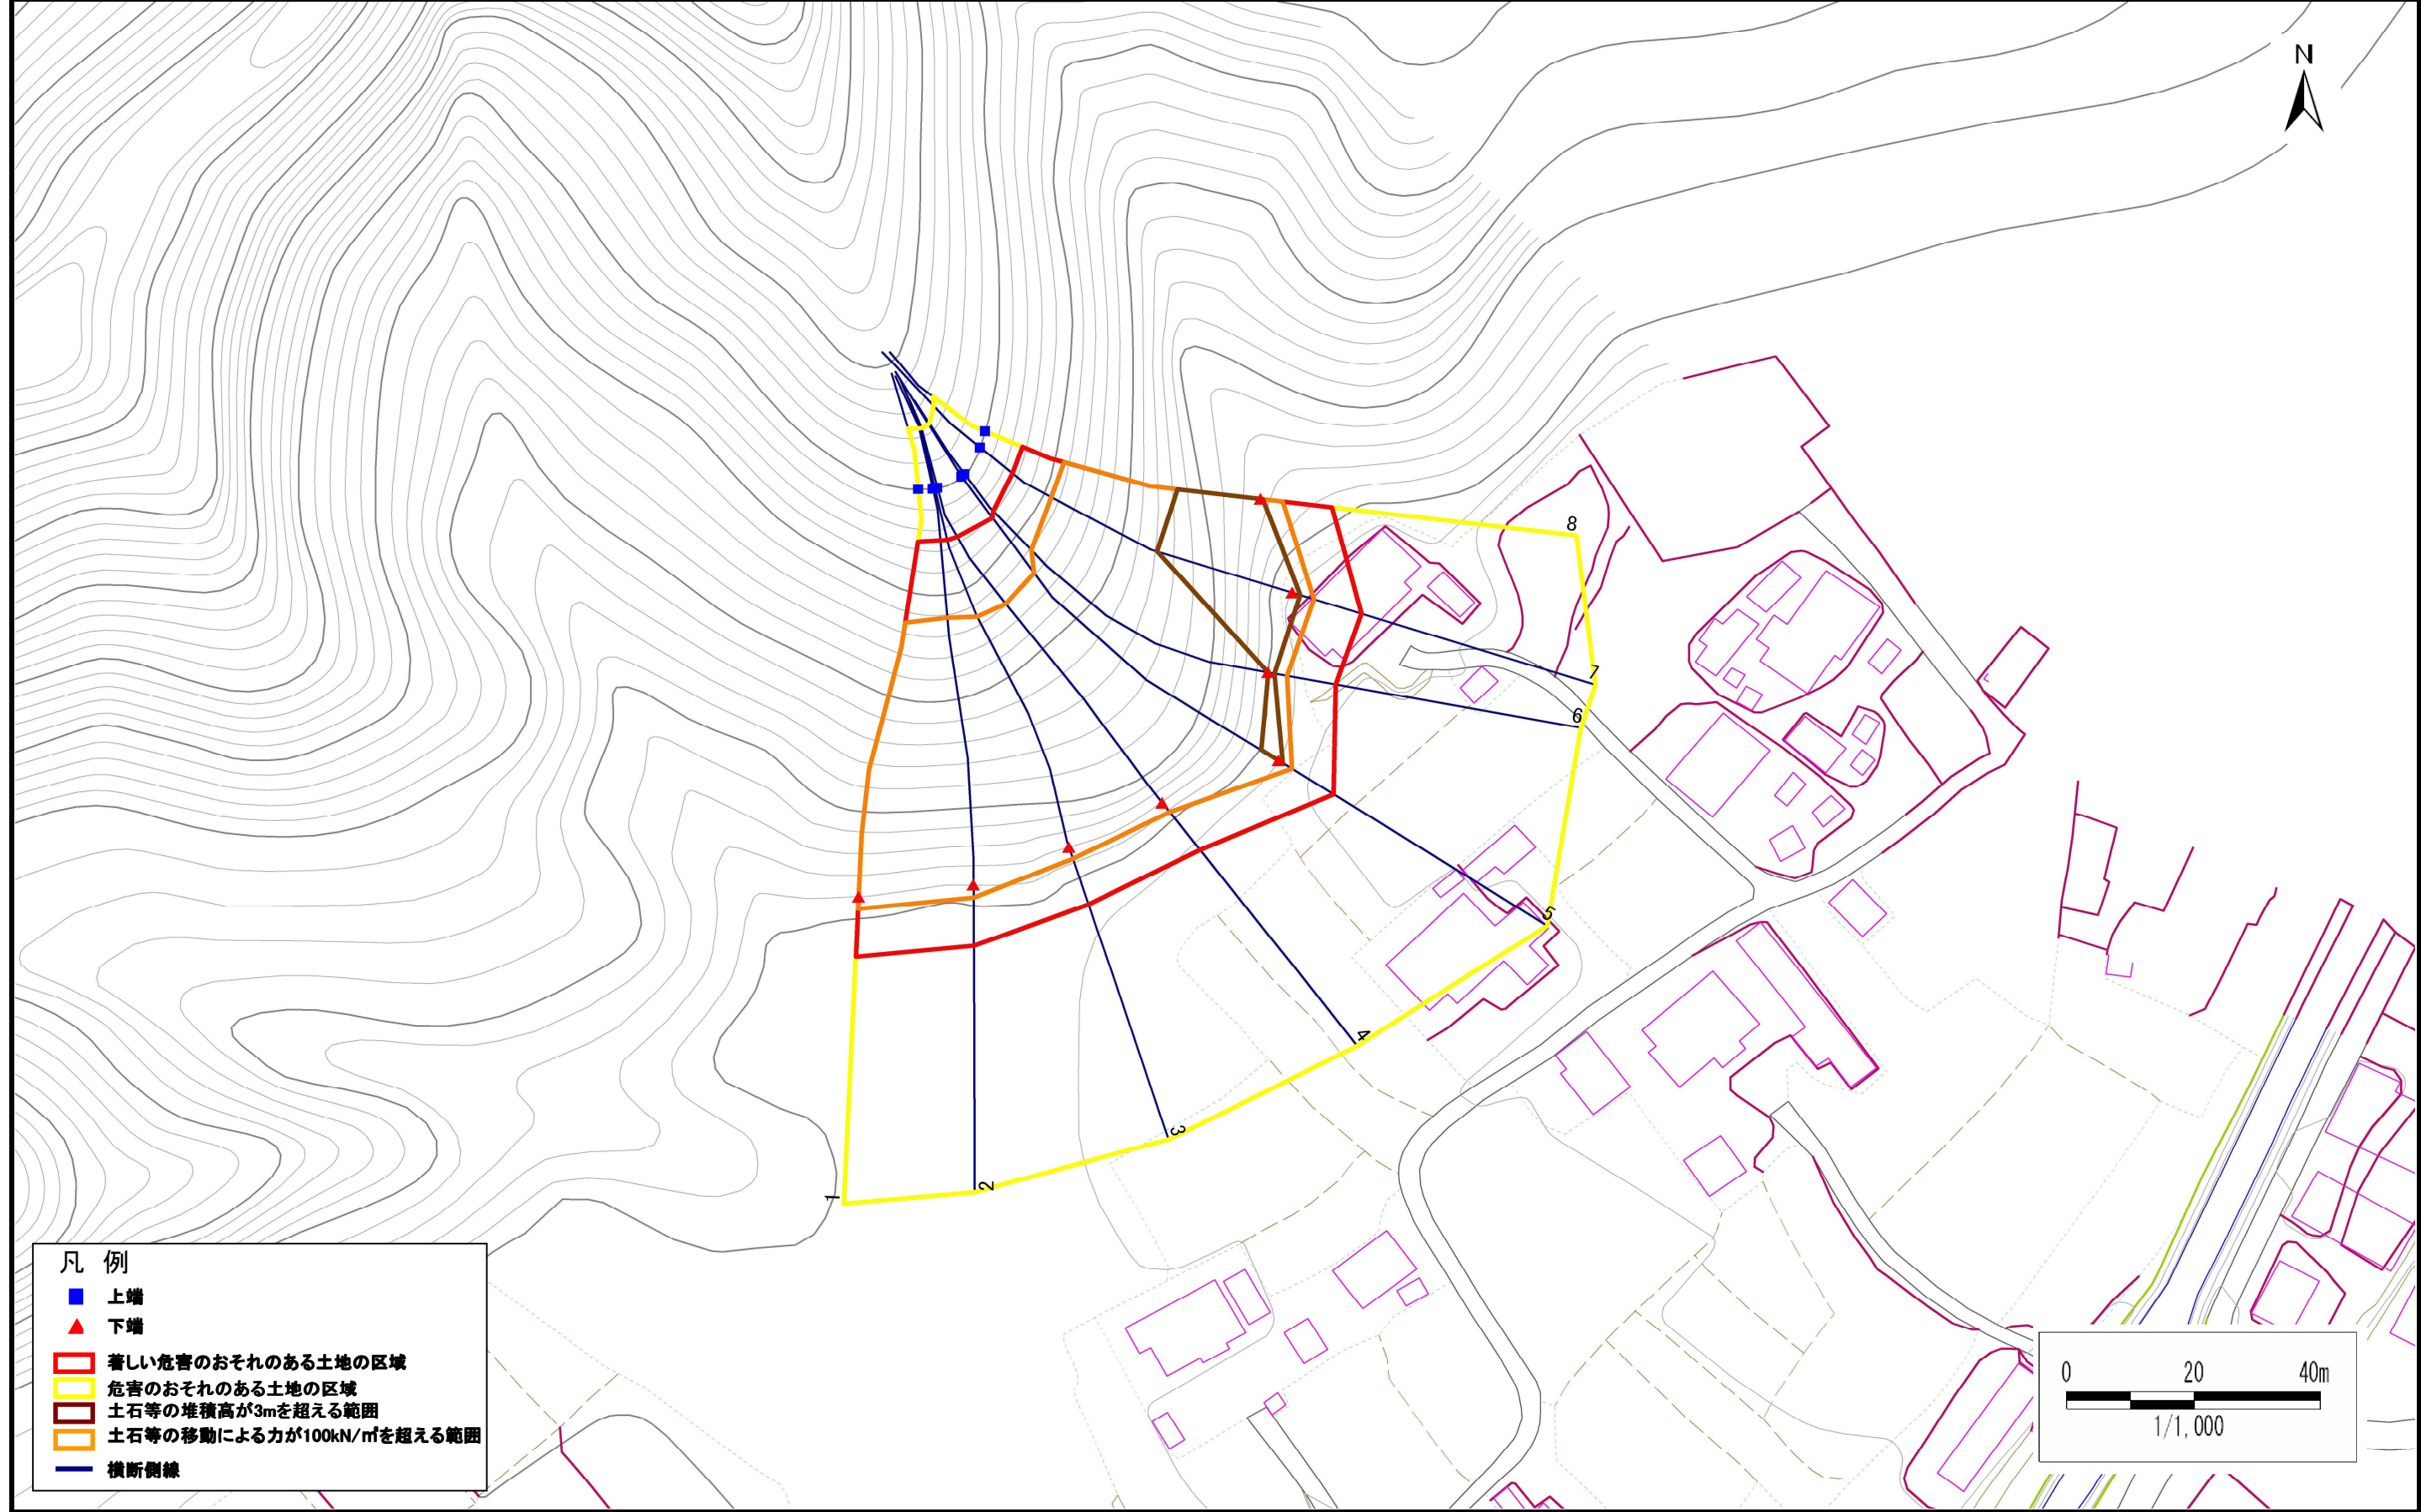 N
8
7
6
5
4
3
2
1
凡 例
上端
下端
著しい危害のおそれのある土地の区域
危害のおそれのある土地の区域
土石等の堆積高が3mを超える範囲
土石等の移動による力が100kN/㎡を超える範囲
横断側線
0 20 40m
1/1,000